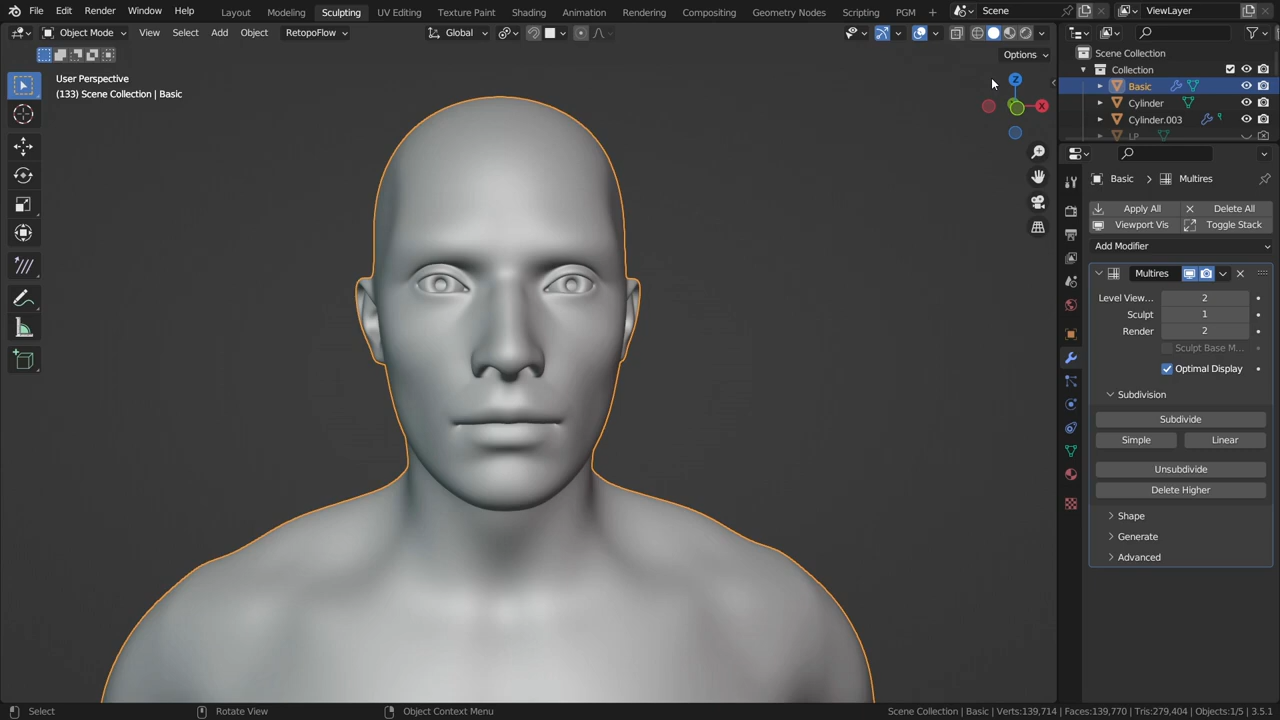 File Edit Render Window Help Layout Modeling Sculpting UV Editing Texture Paint Shading Animation Rendering Compositing Geometry Nodes Scripting PGM + Scene ViewLayer
Object Mode View Select Add Object RetopoFlow Global
Options
User Perspective
(133) Scene Collection | Basic
Z
X
Scene Collection
Collection
Basic
Cylinder
Cylinder.003
LP
Basic > Multires
Apply All Delete All
Viewport Vis Toggle Stack
Add Modifier
Multires
Level View... 2
Sculpt 1
Render 2
Sculpt Base M...
Optimal Display
Subdivision
Subdivide
Simple Linear
Unsubdivide
Delete Higher
Shape
Generate
Advanced
Select Rotate View Object Context Menu Scene Collection | Basic | Verts:139,714 | Faces:139,770 | Tris:279,404 | Objects:1/5 | 3.5.1